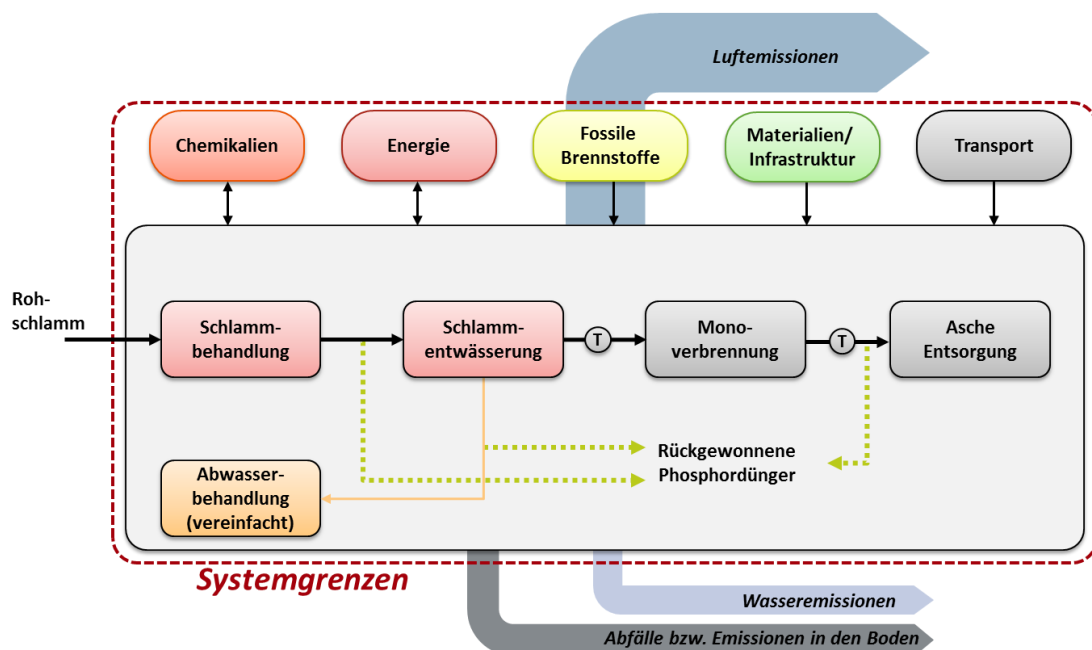 Luftemissionen
Chemikalien
Energie
Fossile
Brennstoffe
Materialien/
Infrastruktur
Transport
Roh-
schlamm
Schlamm-
behandlung
Schlamm-
entwässerung
T
Mono-
verbrennung
T
Asche
Entsorgung
Rückgewonnene
Phosphordünger
Abwasser-
behandlung
(vereinfacht)
Systemgrenzen
Wasseremissionen
Abfälle bzw. Emissionen in den Boden